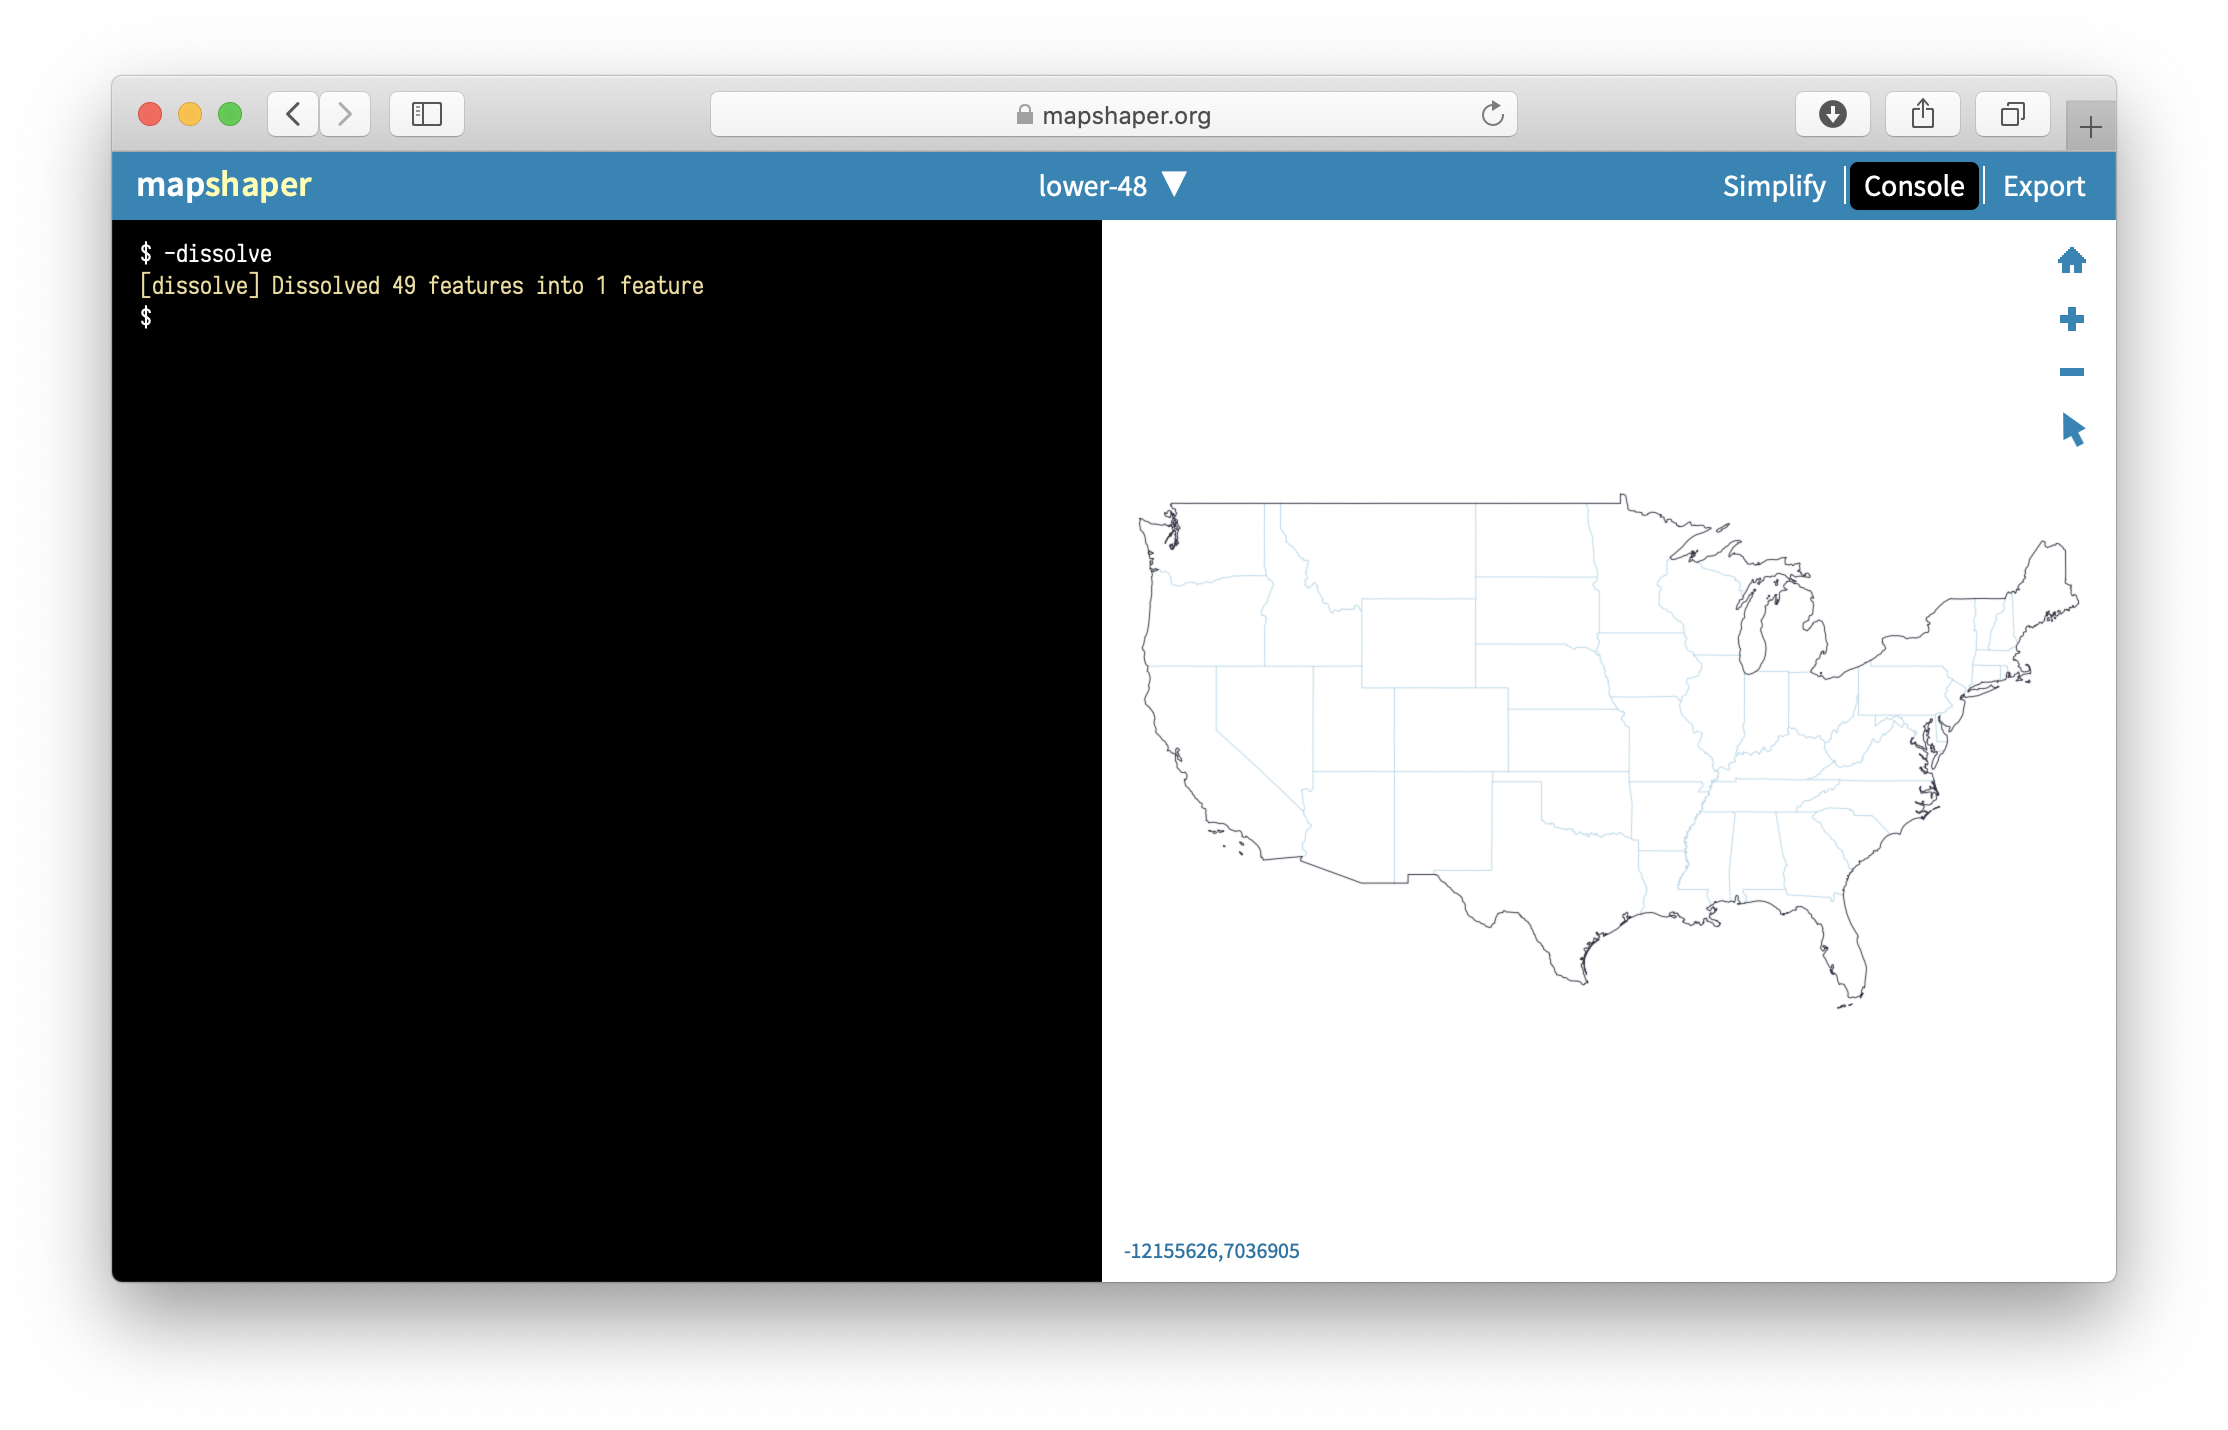 mapshaper.org
mapshaper
lower-48 ▼
Simplify
Console
Export
$ -dissolve
[dissolve] Dissolved 49 features into 1 feature
$
-12155626,7036905